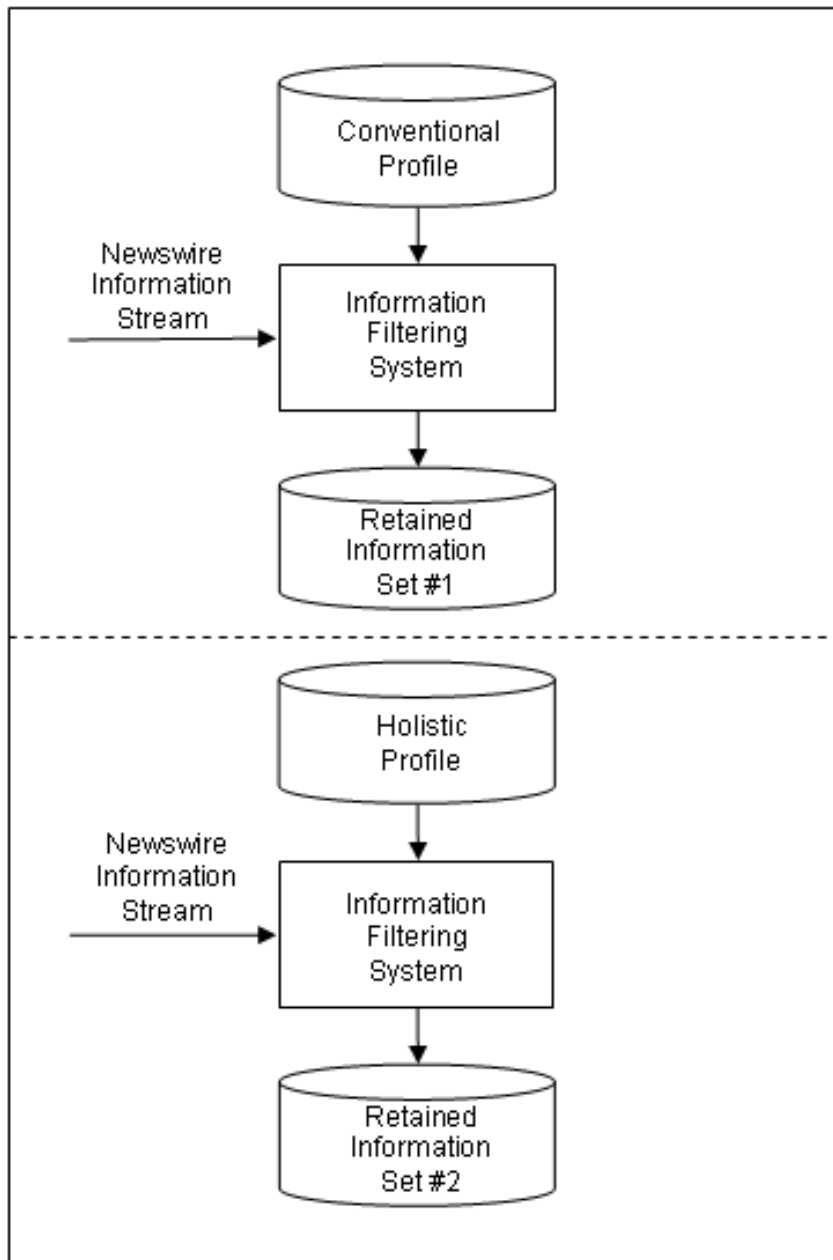 Conventional
Profile
Newswire
Information
Stream
Information
Filtering
System
Retained
Information
Set #1
Holistic
Profile
Newswire
Information
Stream
Information
Filtering
System
Retained
Information
Set #2